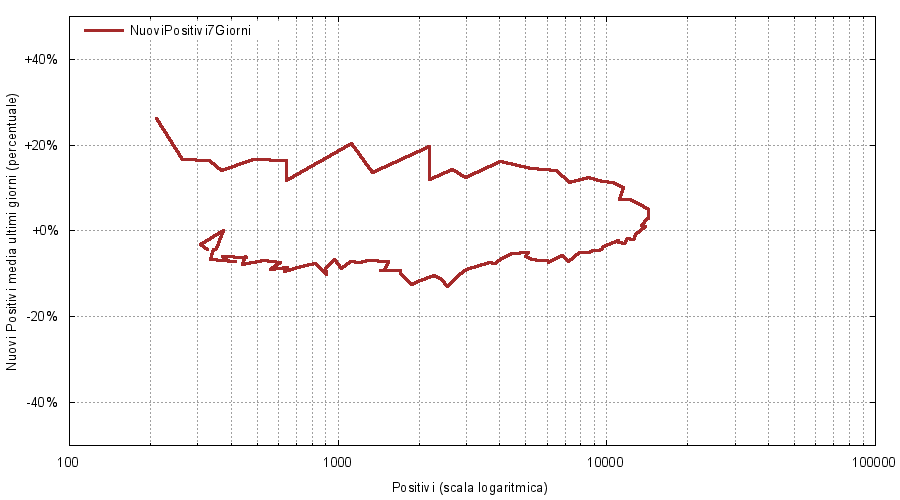 NuoviPositivi7Giorni
+40%
+20%
+0%
-20%
-40%
Nuovi Positivi media ultimi giorni (percentuale)
100 1000 10000 100000
Positivi (scala logaritmica)